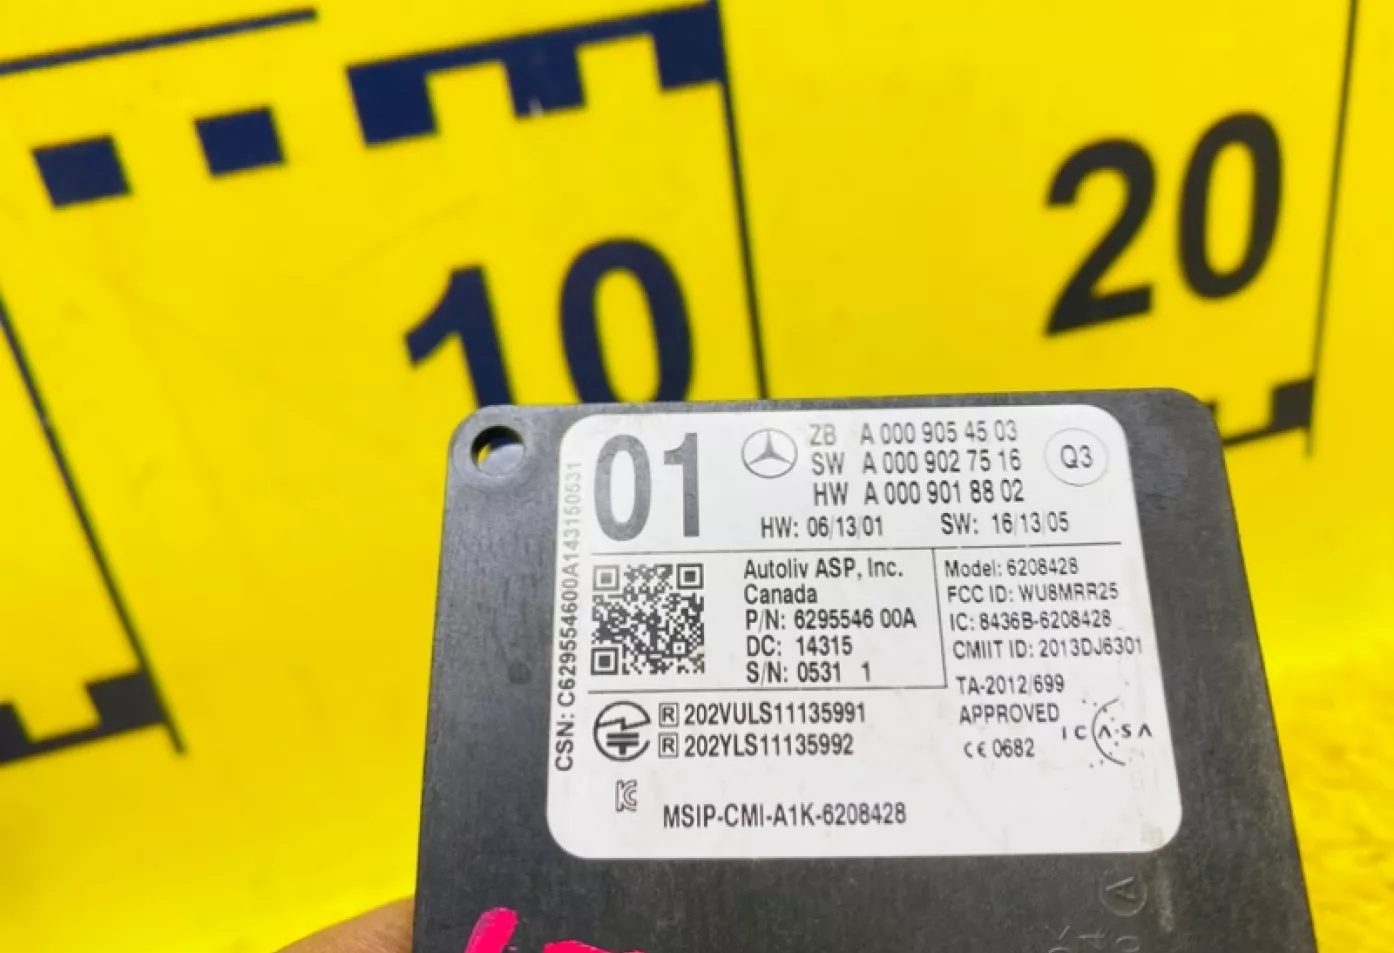 10
20
01
ZB A 000 905 45 03
SW A 000 902 75 16
HW A 000 901 88 02
Q3
HW: 06/13/01 SW: 16/13/05
CSN: C629554600A143150531
Autoliv ASP, Inc.
Canada
P/N: 6295546 00A
DC: 14315
S/N: 0531 1
Model: 6208428
FCC ID: WU8MRR25
IC: 8436B-6208428
CMIIT ID: 2013DJ6301
TA-2012/699
APPROVED
CE 0682
ICASA
R 202VULS11135991
R 202YLS11135992
MSIP-CMI-A1K-6208428
A